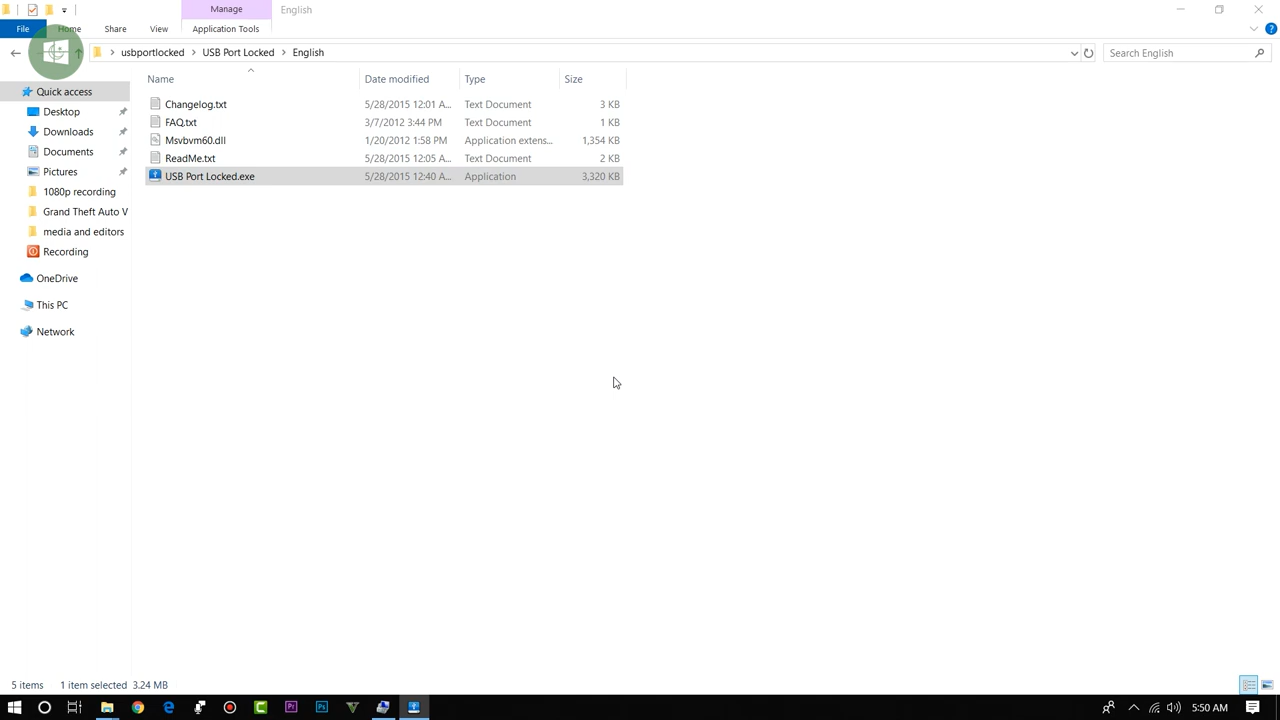 Manage
English
File
Home
Share
View
Application Tools
usbportlocked
USB Port Locked
English
Search English
Name
Date modified
Type
Size
Changelog.txt
5/28/2015 12:01 A...
Text Document
3 KB
FAQ.txt
3/7/2012 3:44 PM
Text Document
1 KB
Msvbvm60.dll
1/20/2012 1:58 PM
Application extens...
1,354 KB
ReadMe.txt
5/28/2015 12:05 A...
Text Document
2 KB
USB Port Locked.exe
5/28/2015 12:40 A...
Application
3,320 KB
Quick access
Desktop
Downloads
Documents
Pictures
1080p recording
Grand Theft Auto V
media and editors
Recording
OneDrive
This PC
Network
5 items
1 item selected 3.24 MB
Pr
Ps
5:50 AM